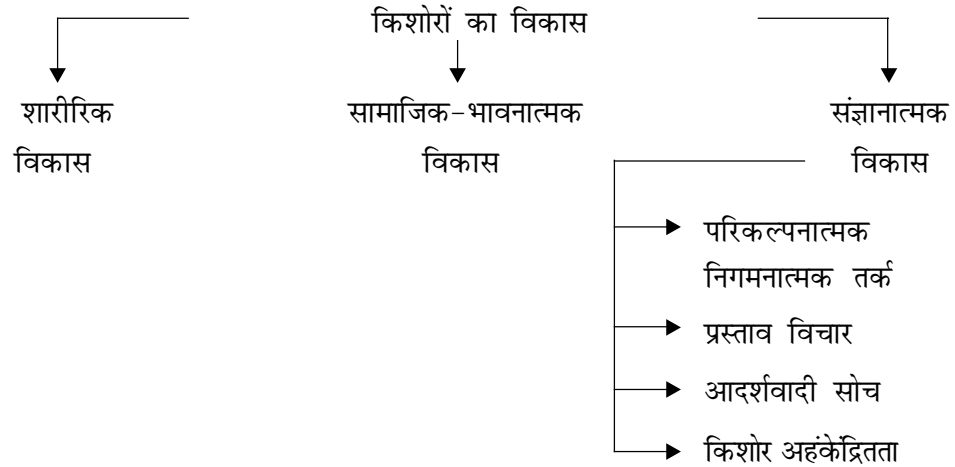 किशोरों का विकास
शारीरिक
विकास
सामाजिक-भावनात्मक
विकास
संज्ञानात्मक
विकास
परिकल्पनात्मक
निगमनात्मक तर्क
प्रस्ताव विचार
आदर्शवादी सोच
किशोर अहंकेंद्रितता